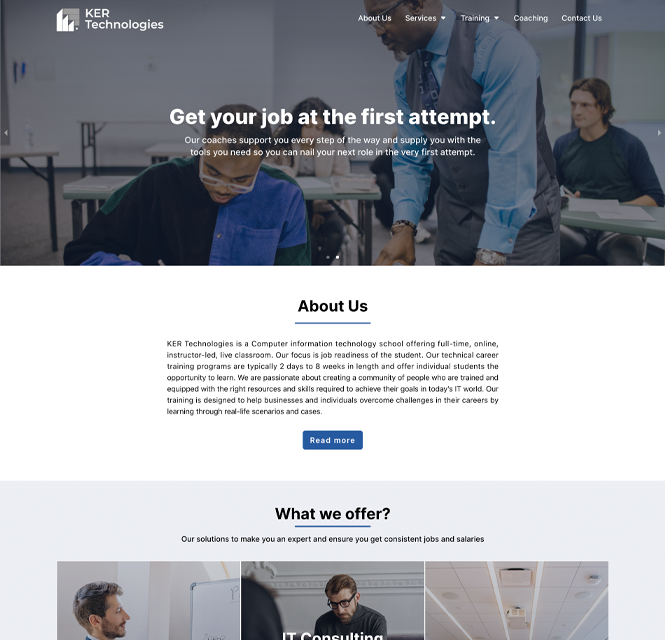 KER
Technologies
About Us Services Training Coaching Contact Us
Get your job at the first attempt.
Our coaches support you every step of the way and supply you with the
tools you need so you can nail your next role in the very first attempt.
About Us
KER Technologies is a Computer information technology school offering full-time, online,
instructor-led, live classroom. Our focus is job readiness of the student. Our technical career
training programs are typically 2 days to 8 weeks in length and offer individual students the
opportunity to learn. We are passionate about creating a community of people who are trained and
equipped with the right resources and skills required to achieve their goals in today's IT world. Our
training is designed to help businesses and individuals overcome challenges in their careers by
learning through real-life scenarios and cases.
Read more
What we offer?
Our solutions to make you an expert and ensure you get consistent jobs and salaries
IT Consulting